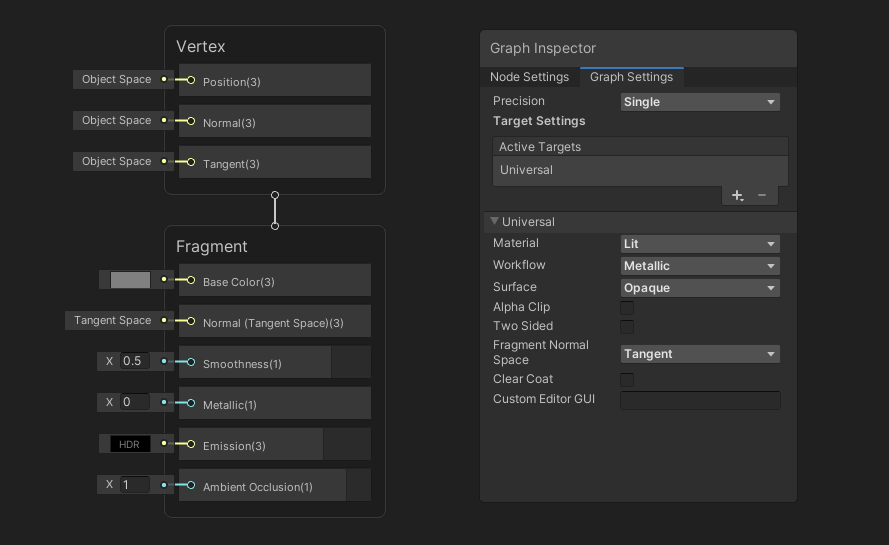 Vertex
Object Space
Position(3)
Object Space
Normal(3)
Object Space
Tangent(3)
Fragment
Base Color(3)
Tangent Space
Normal (Tangent Space)(3)
X 0.5
Smoothness(1)
X 0
Metallic(1)
HDR
Emission(3)
X 1
Ambient Occlusion(1)
Graph Inspector
Node Settings Graph Settings
Precision Single
Target Settings
Active Targets
Universal
+ −
Universal
Material Lit
Workflow Metallic
Surface Opaque
Alpha Clip
Two Sided
Fragment Normal
Space Tangent
Clear Coat
Custom Editor GUI